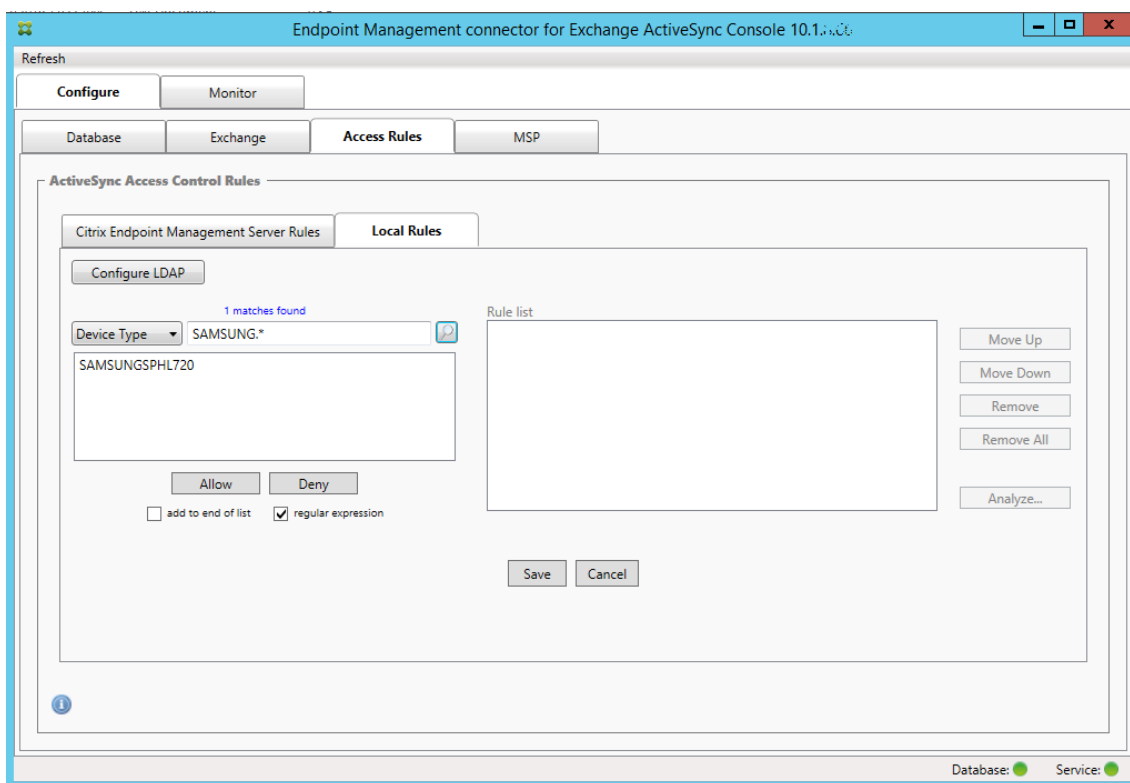 Endpoint Management connector for Exchange ActiveSync Console 10.1.
Refresh
Configure Monitor
Database Exchange Access Rules MSP
ActiveSync Access Control Rules
Citrix Endpoint Management Server Rules Local Rules
Configure LDAP
1 matches found
Rule list
Device Type SAMSUNG.*
Move Up
SAMSUNGSPHL720
Move Down
Remove
Remove All
Allow Deny
Analyze...
add to end of list regular expression
Save Cancel
Database: Service: